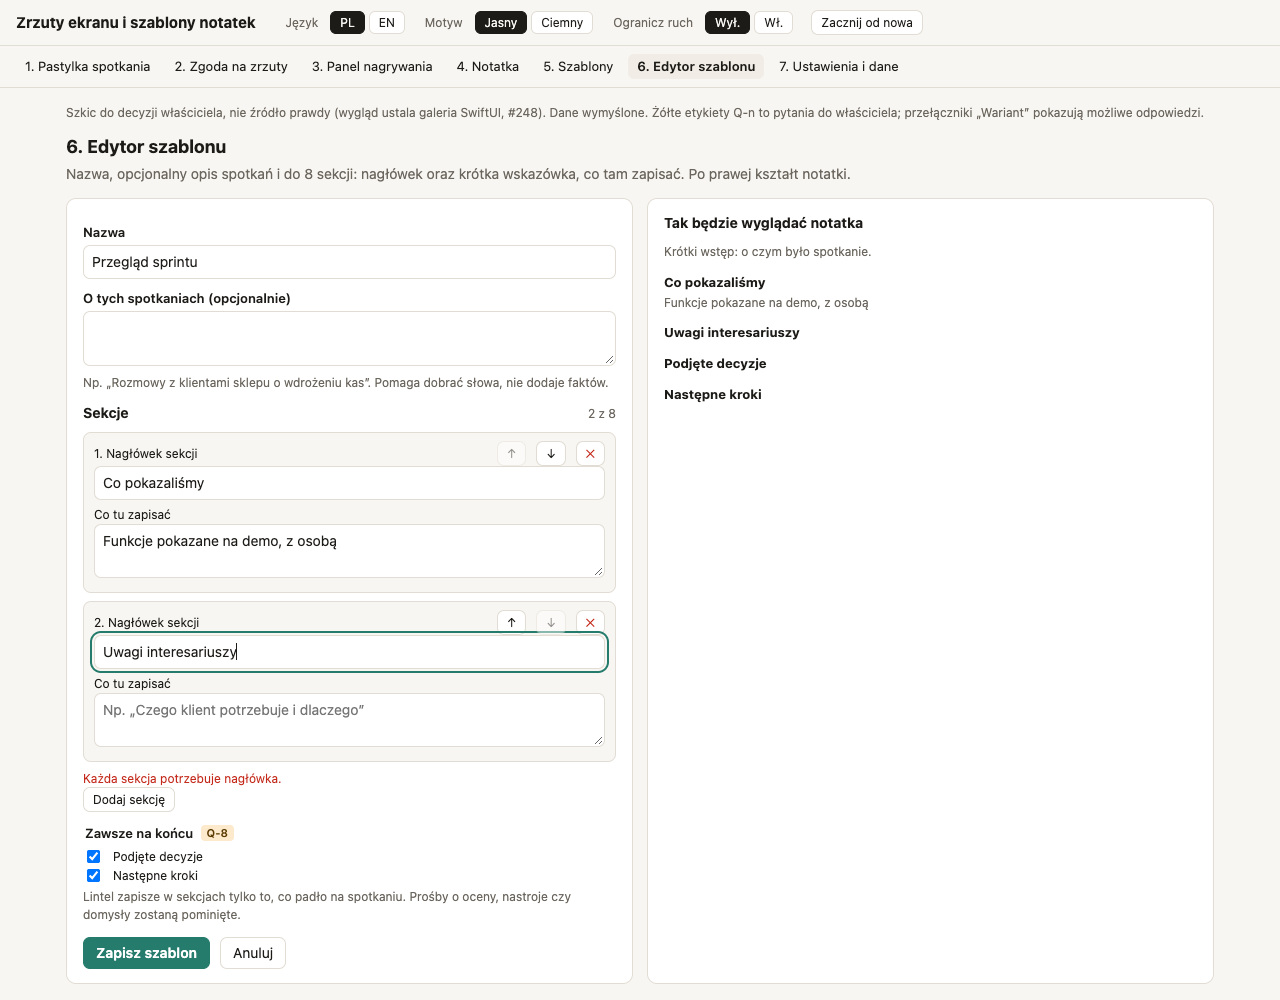 Zrzuty ekranu i szablony notatek
Język PL EN Motyw Jasny Ciemny Ogranicz ruch Wył. Wł. Zacznij od nowa
1. Pastylka spotkania 2. Zgoda na zrzuty 3. Panel nagrywania 4. Notatka 5. Szablony 6. Edytor szablonu 7. Ustawienia i dane
Szkic do decyzji właściciela, nie źródło prawdy (wygląd ustala galeria SwiftUI, #248). Dane wymyślone. Żółte etykiety Q-n to pytania do właściciela; przełączniki „Wariant” pokazują możliwe odpowiedzi.
6. Edytor szablonu
Nazwa, opcjonalny opis spotkań i do 8 sekcji: nagłówek oraz krótka wskazówka, co tam zapisać. Po prawej kształt notatki.
Nazwa
Przegląd sprintu
O tych spotkaniach (opcjonalnie)
Np. „Rozmowy z klientami sklepu o wdrożeniu kas”. Pomaga dobrać słowa, nie dodaje faktów.
Sekcje 2 z 8
1. Nagłówek sekcji ↑ ↓ ×
Co pokazaliśmy
Co tu zapisać
Funkcje pokazane na demo, z osobą
2. Nagłówek sekcji ↑ ↓ ×
Uwagi interesariuszy
Co tu zapisać
Np. „Czego klient potrzebuje i dlaczego”
Każda sekcja potrzebuje nagłówka.
Dodaj sekcję
Zawsze na końcu Q-8
Podjęte decyzje
Następne kroki
Lintel zapisze w sekcjach tylko to, co padło na spotkaniu. Prośby o oceny, nastroje czy
domysły zostaną pominięte.
Zapisz szablon Anuluj
Tak będzie wyglądać notatka
Krótki wstęp: o czym było spotkanie.
Co pokazaliśmy
Funkcje pokazane na demo, z osobą
Uwagi interesariuszy
Podjęte decyzje
Następne kroki